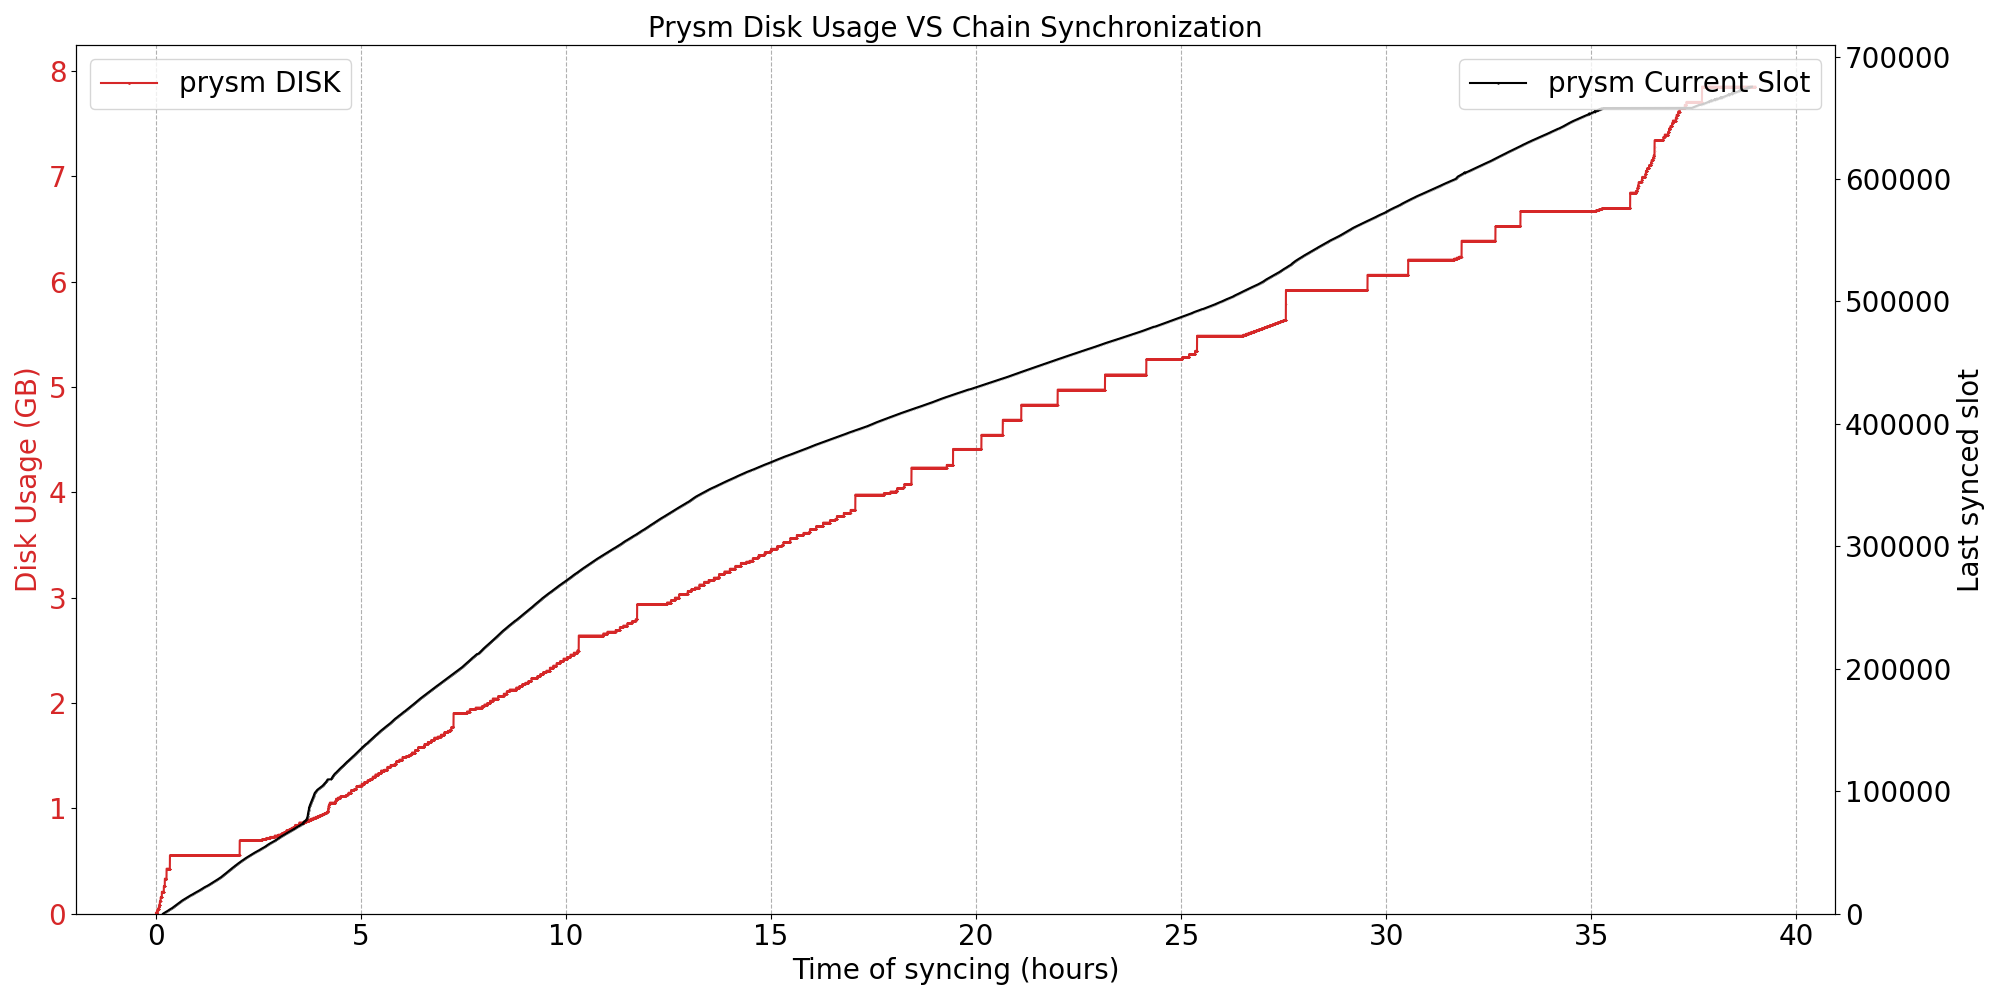 Prysm Disk Usage VS Chain Synchronization
prysm DISK
prysm Current Slot
8
7
6
5
4
3
2
1
0
Disk Usage (GB)
700000
600000
500000
400000
300000
200000
100000
0
Last synced slot
0 5 10 15 20 25 30 35 40
Time of syncing (hours)